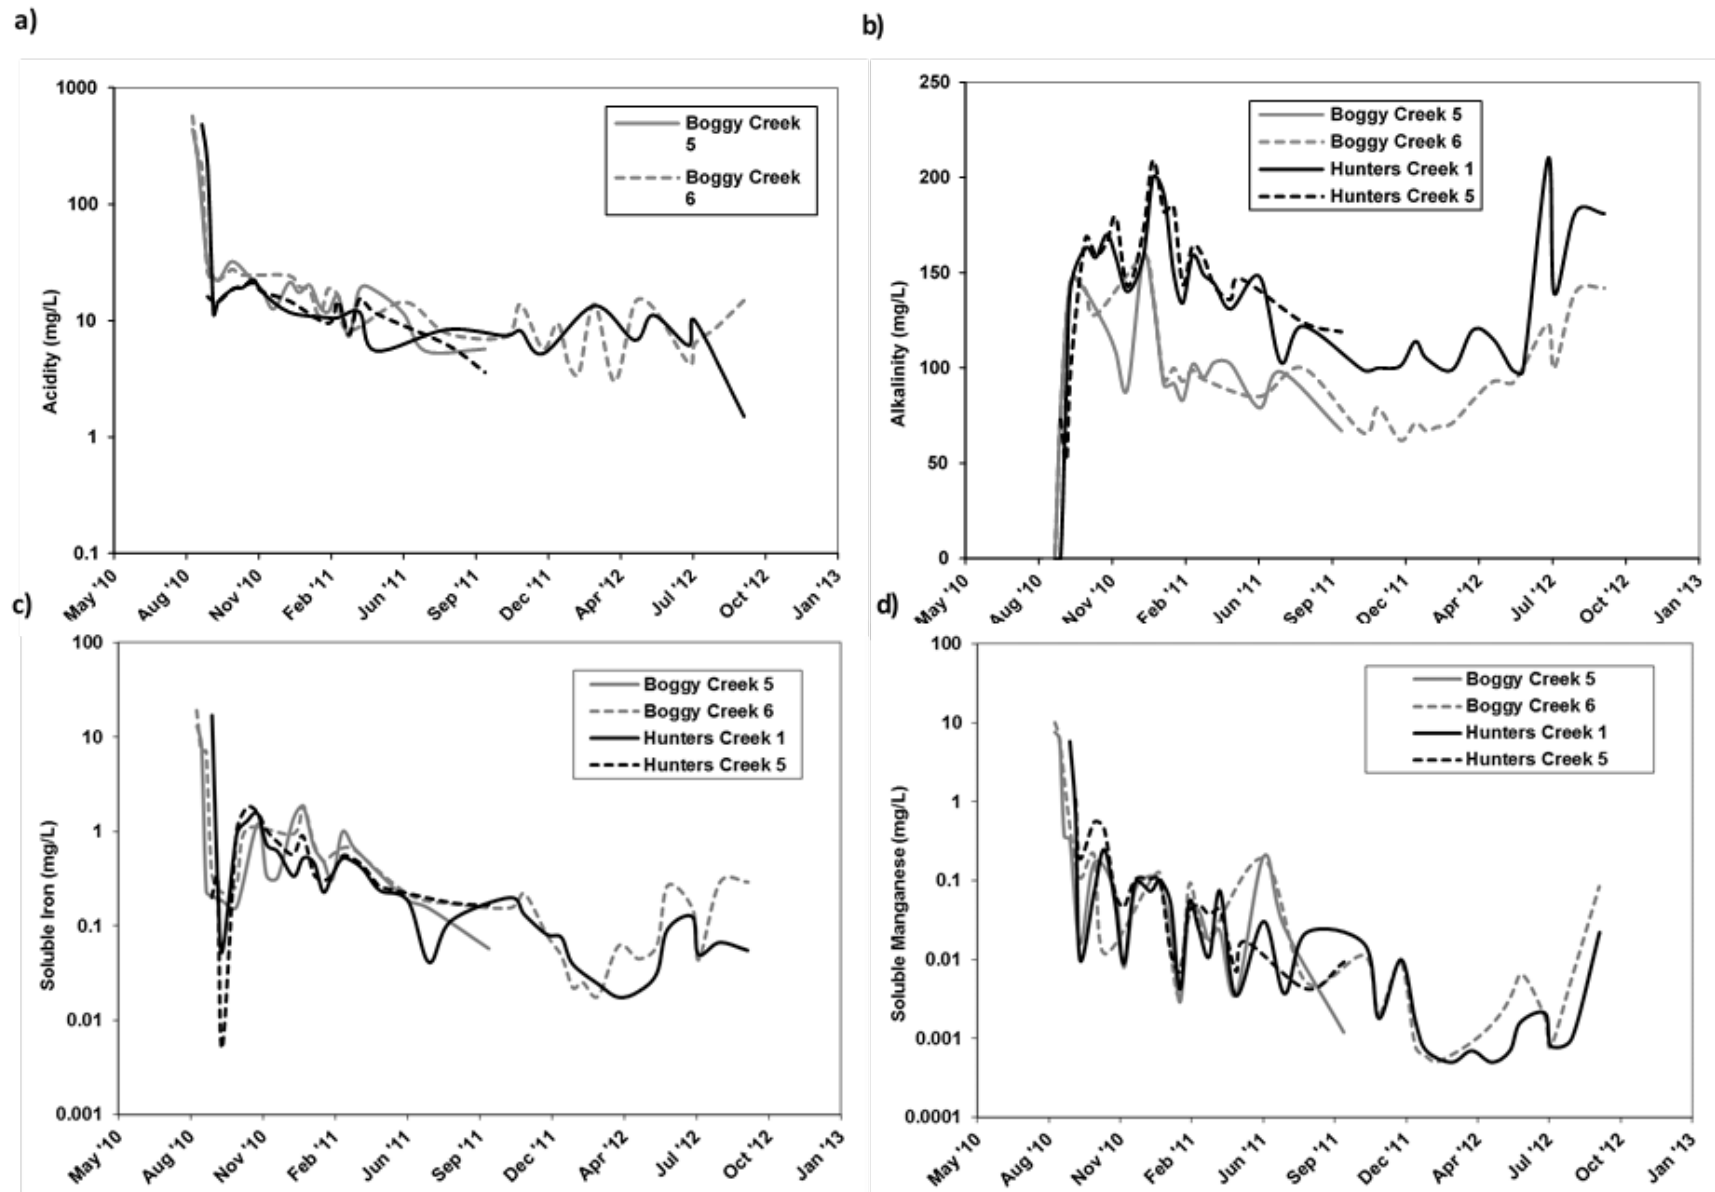 a)
1000
100
10
1
0.1
Acidity (mg/L)
Boggy Creek
5
Boggy Creek
6
May '10
Aug '10
Nov '10
Feb '11
Jun '11
Sep '11
Dec '11
Apr '12
Jul '12
Oct '12
Jan '13
b)
250
200
150
100
50
0
Alkalinity (mg/L)
Boggy Creek 5
Boggy Creek 6
Hunters Creek 1
Hunters Creek 5
May '10
Aug '10
Nov '10
Feb '11
Jun '11
Sep '11
Dec '11
Apr '12
Jul '12
Oct '12
Jan '13
c)
100
10
1
0.1
0.01
0.001
Soluble Iron (mg/L)
Boggy Creek 5
Boggy Creek 6
Hunters Creek 1
Hunters Creek 5
May '10
Aug '10
Nov '10
Feb '11
Jun '11
Sep '11
Dec '11
Apr '12
Jul '12
Oct '12
Jan '13
d)
100
10
1
0.1
0.01
0.001
0.0001
Soluble Manganese (mg/L)
Boggy Creek 5
Boggy Creek 6
Hunters Creek 1
Hunters Creek 5
May '10
Aug '10
Nov '10
Feb '11
Jun '11
Sep '11
Dec '11
Apr '12
Jul '12
Oct '12
Jan '13